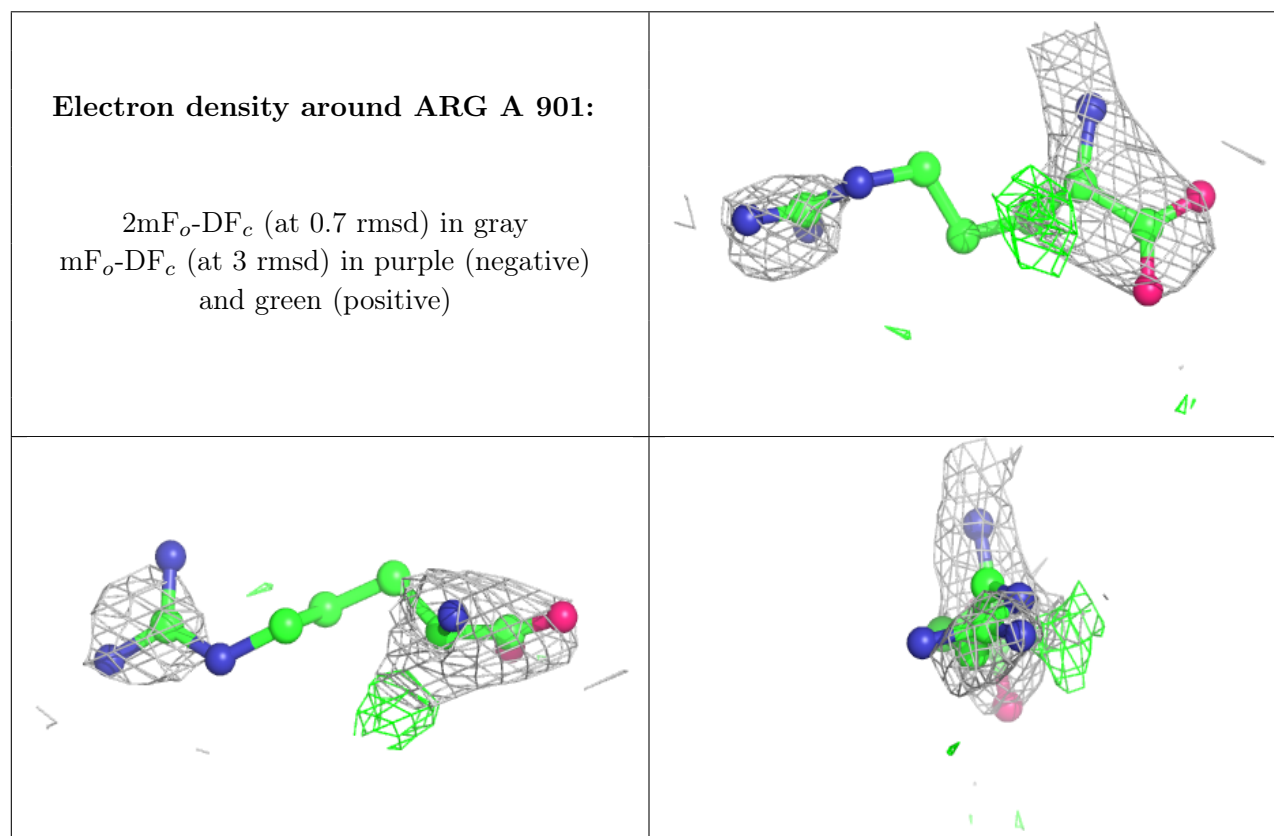 Electron density around ARG A 901:
2mFo-DFc (at 0.7 rmsd) in gray
mFo-DFc (at 3 rmsd) in purple (negative)
and green (positive)